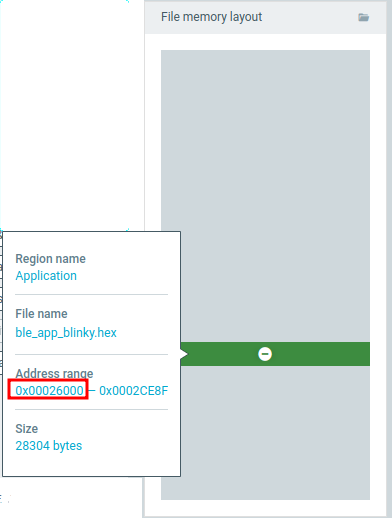 File memory layout
Region name
Application
File name
ble_app_blinky.hex
Address range
0x00026000 — 0x0002CE8F
Size
28304 bytes